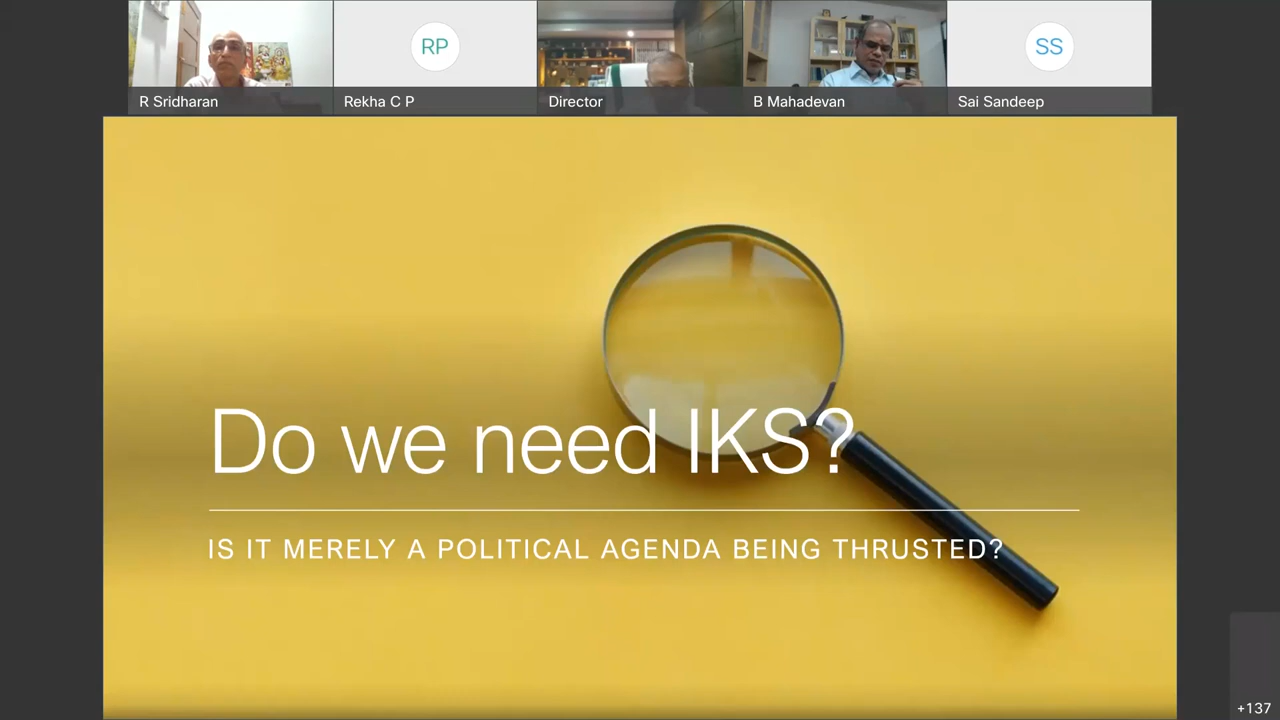 RP
SS
R Sridharan
Rekha C P
Director
B Mahadevan
Sai Sandeep
Do we need IKS?
IS IT MERELY A POLITICAL AGENDA BEING THRUSTED?
+137